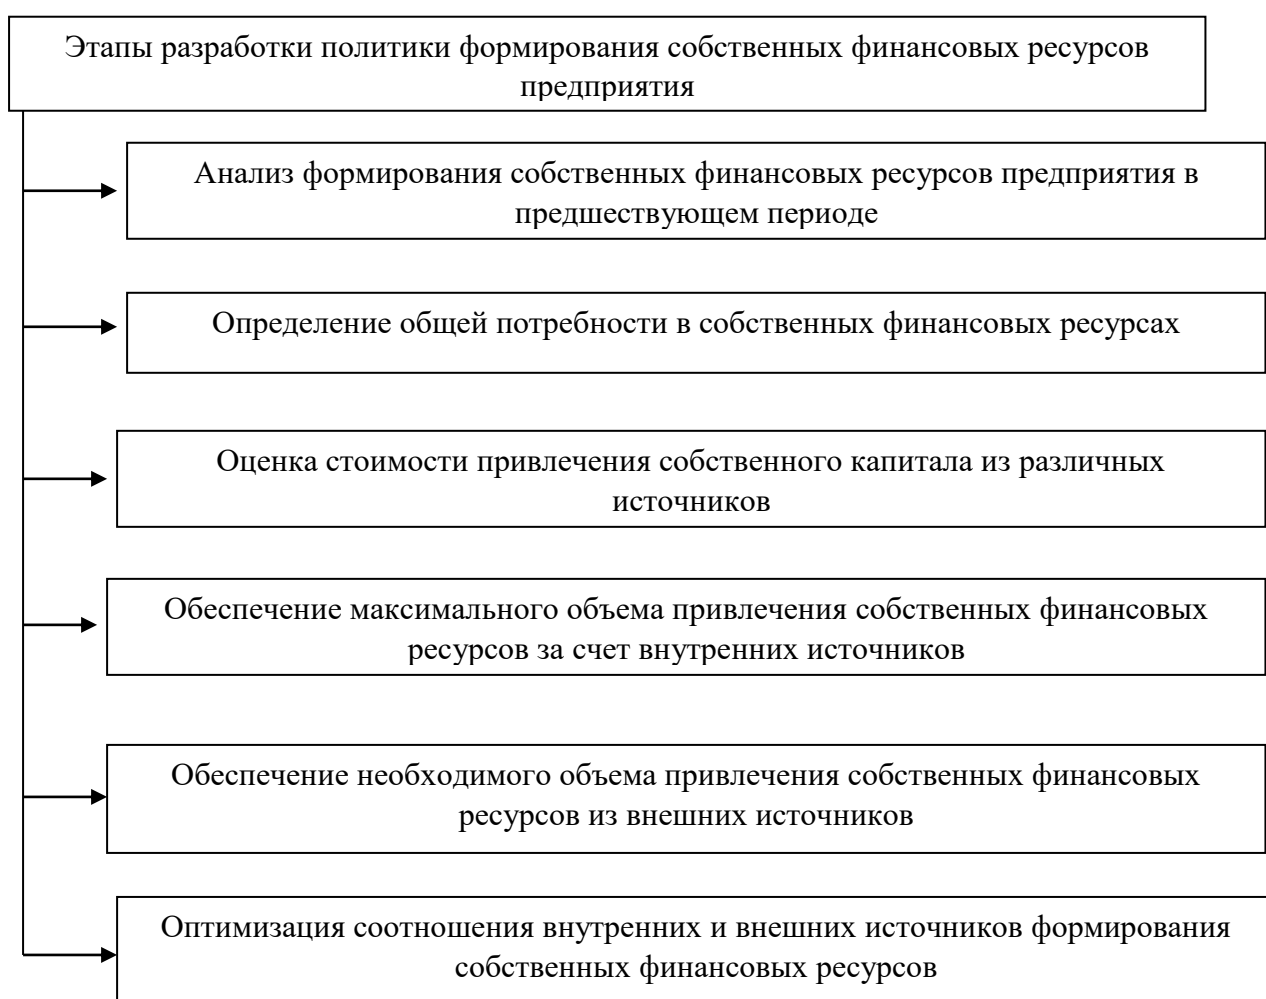 Этапы разработки политики формирования собственных финансовых ресурсов
предприятия
Анализ формирования собственных финансовых ресурсов предприятия в
предшествующем периоде
Определение общей потребности в собственных финансовых ресурсах
Оценка стоимости привлечения собственного капитала из различных
источников
Обеспечение максимального объема привлечения собственных финансовых
ресурсов за счет внутренних источников
Обеспечение необходимого объема привлечения собственных финансовых
ресурсов из внешних источников
Оптимизация соотношения внутренних и внешних источников формирования
собственных финансовых ресурсов